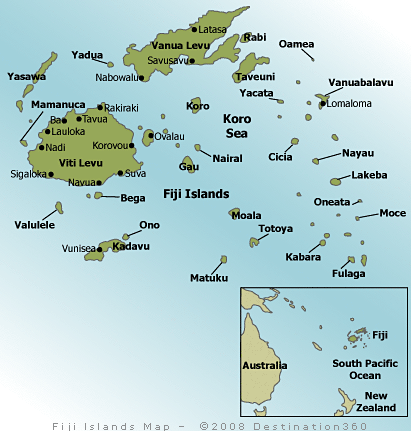 Latasa
Vanua Levu
Rabi
Oamea
Yadua
Savusavu
Nabowalu
Taveuni
Yasawa
Vanuabalavu
Yacata
Lomaloma
Mamanuca
Rakiraki
Koro
Ba
Tavua
Koro
Sea
Lauloka
Ovalau
Korovou
Nadi
Nairal
Cicia
Nayau
Viti Levu
Gau
Sigaloka
Suva
Lakeba
Navua
Fiji Islands
Bega
Oneata
Valulele
Moala
Moce
Ono
Totoya
Vunisea
Kadavu
Kabara
Matuku
Fulaga
Fiji
Australia
South Pacific
Ocean
New
Zealand
Fiji Islands Map - ©2008 Destination360